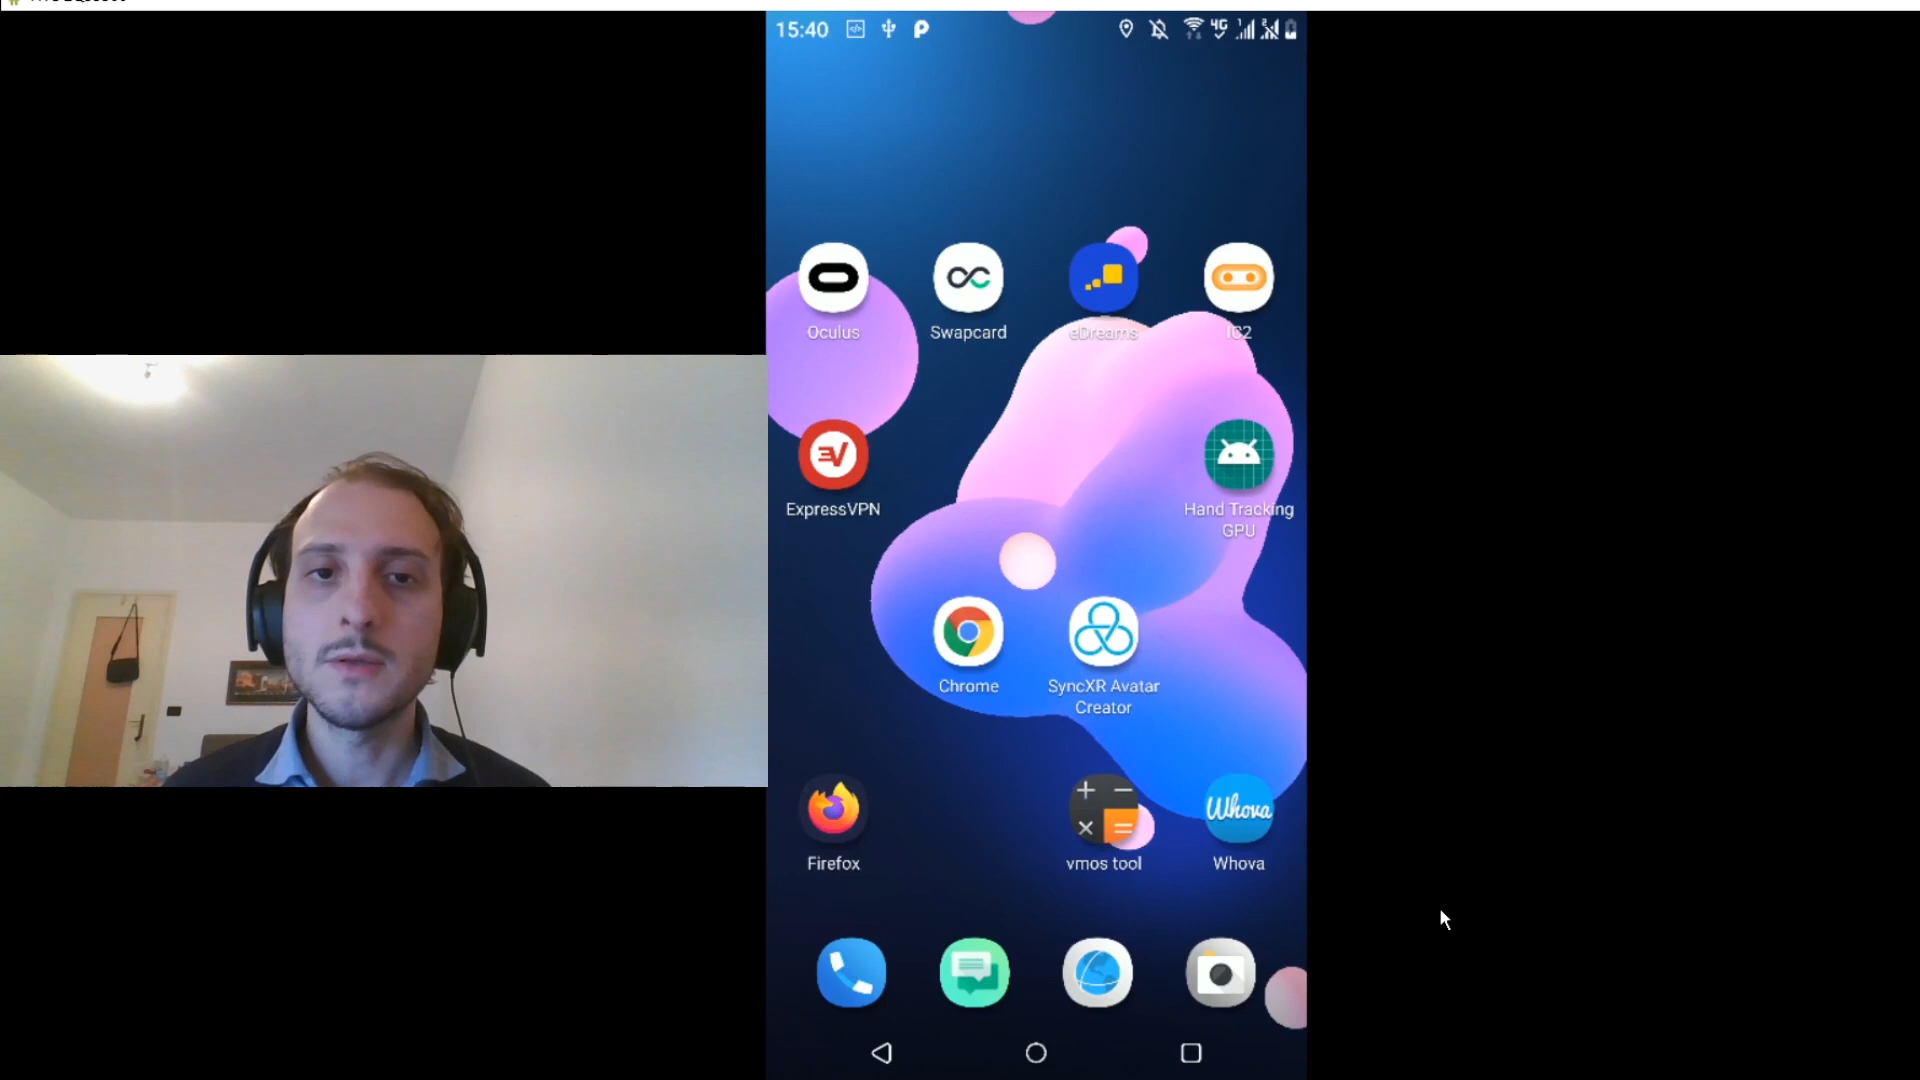 15:40
4G
Oculus
Swapcard
eDreams
IC2
ExpressVPN
Hand Tracking
GPU
Chrome
SyncXR Avatar
Creator
Firefox
vmos tool
Whova
Whova